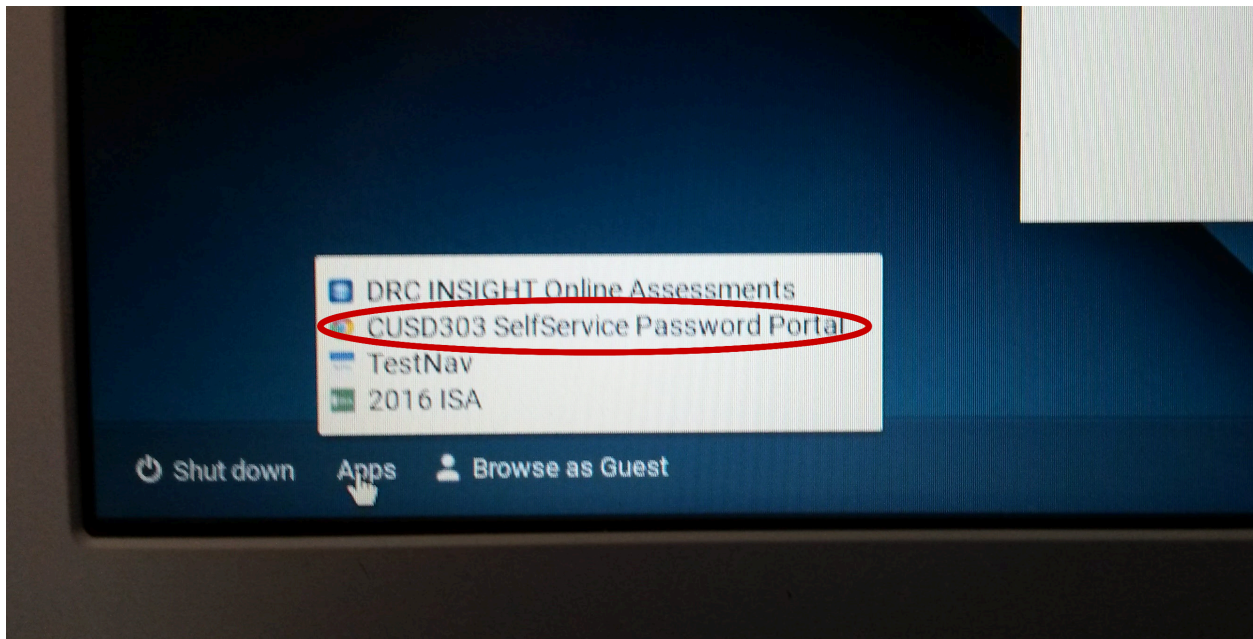 DRC INSIGHT Online Assessments
CUSD303 SelfService Password Portal
TestNav
2016 ISA
Shut down Apps Browse as Guest